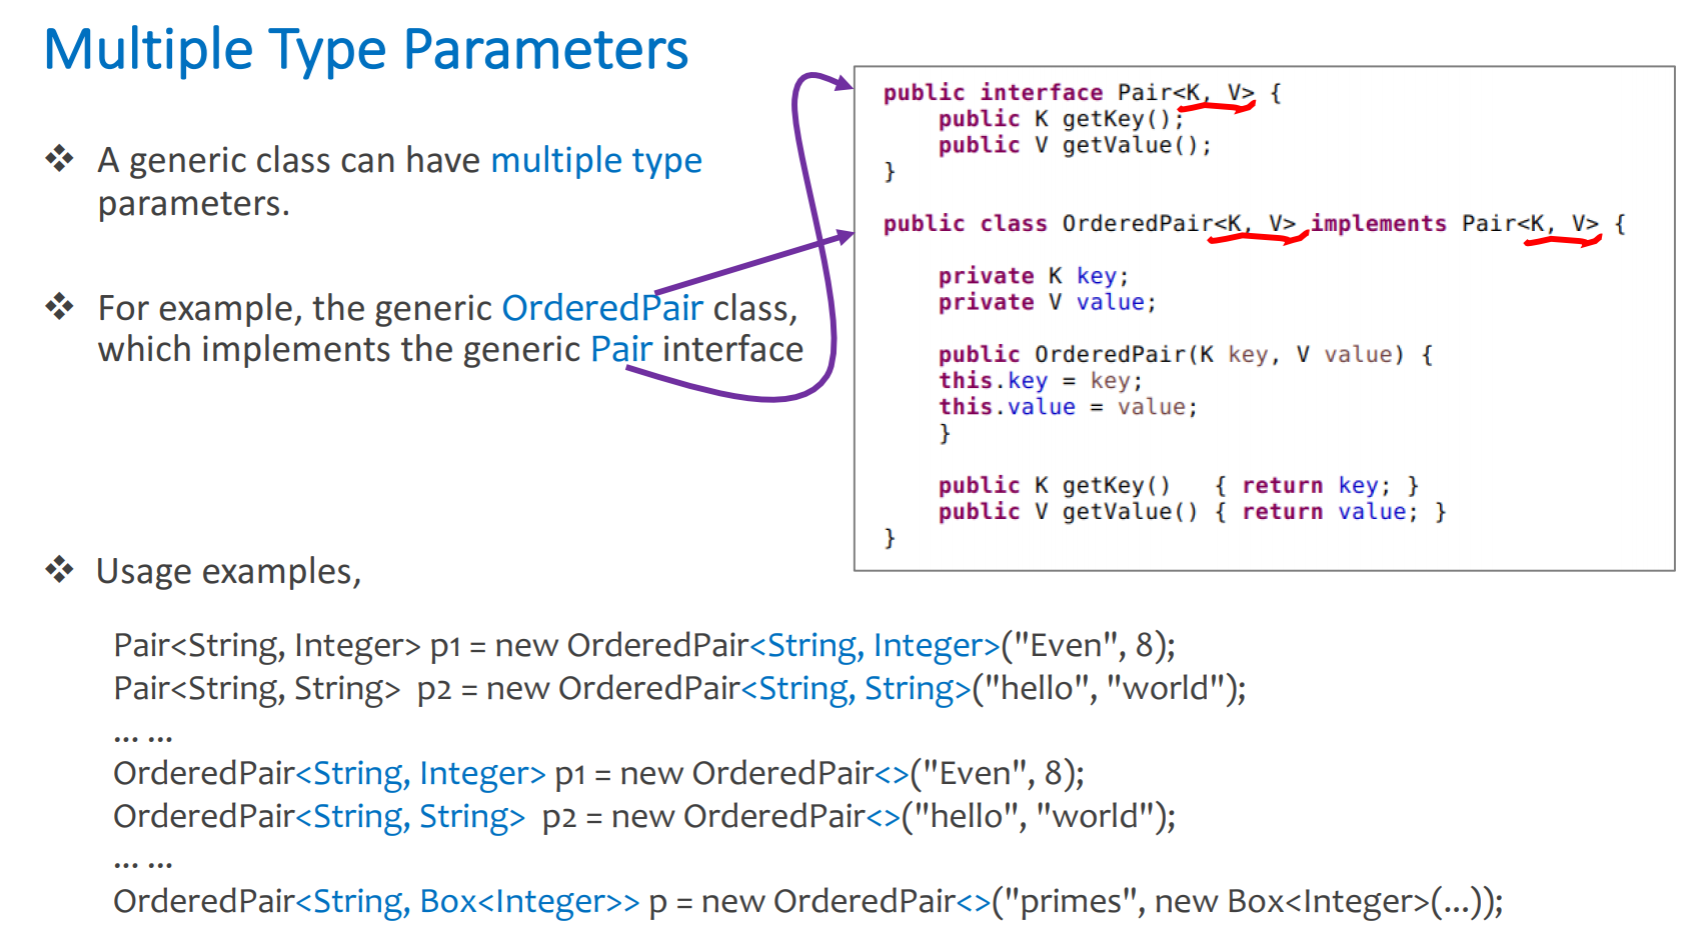 Multiple Type Parameters
❖ A generic class can have multiple type
parameters.
❖ For example, the generic OrderedPair class,
which implements the generic Pair interface
public interface Pair<K, V> {
    public K getKey();
    public V getValue();
}
public class OrderedPair<K, V> implements Pair<K, V> {
    private K key;
    private V value;
    public OrderedPair(K key, V value) {
    this.key = key;
    this.value = value;
    }
    public K getKey()   { return key; }
    public V getValue() { return value; }
}
❖ Usage examples,
Pair<String, Integer> p1 = new OrderedPair<String, Integer>("Even", 8);
Pair<String, String>  p2 = new OrderedPair<String, String>("hello", "world");
... ...
OrderedPair<String, Integer> p1 = new OrderedPair<>("Even", 8);
OrderedPair<String, String>  p2 = new OrderedPair<>("hello", "world");
... ...
OrderedPair<String, Box<Integer>> p = new OrderedPair<>("primes", new Box<Integer>(...));